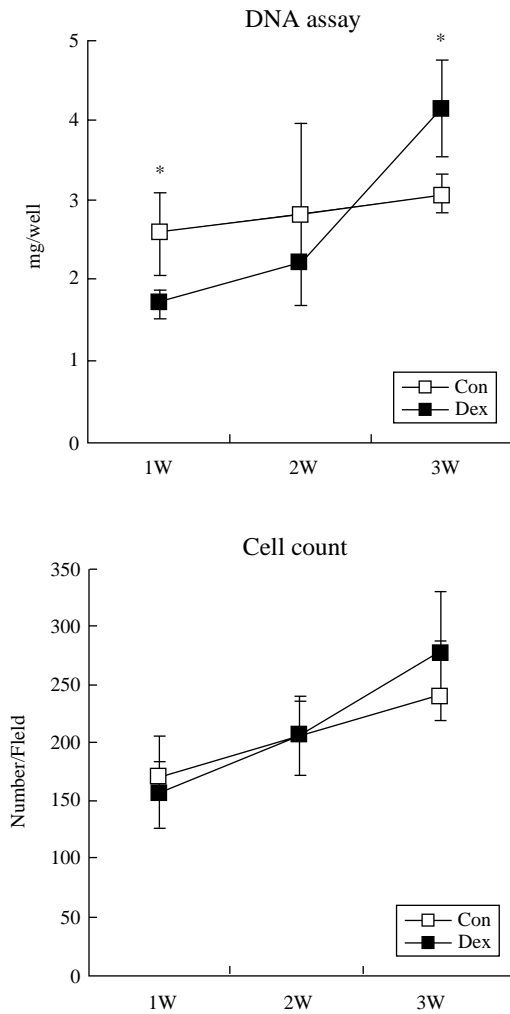 DNA assay
5
*
4
*
3
mg/well
2
1
Con
Dex
0
1W 2W 3W
Cell count
350
300
250
200
Number/Fleld
150
100
50
Con
Dex
0
1W 2W 3W